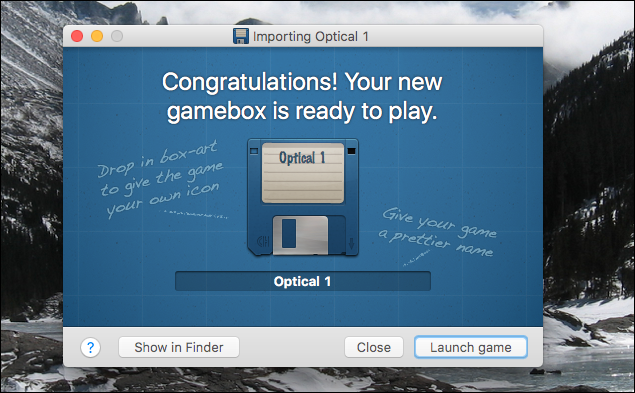 Importing Optical 1
Congratulations! Your new
gamebox is ready to play.
Drop in box-art
to give the game
your own icon
Optical 1
Give your game
a prettier name
Optical 1
?
Show in Finder
Close
Launch game